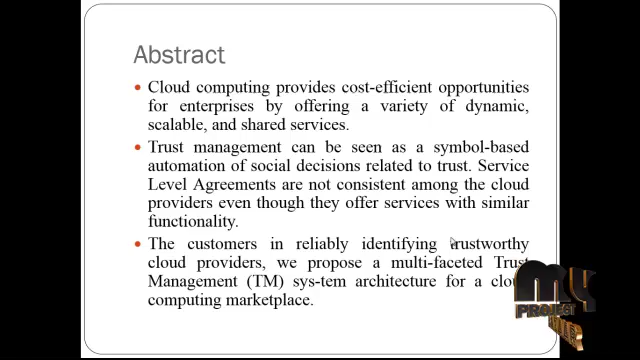 Abstract
Cloud computing provides cost-efficient opportunities
for enterprises by offering a variety of dynamic,
scalable, and shared services.
Trust management can be seen as a symbol-based
automation of social decisions related to trust. Service
Level Agreements are not consistent among the cloud
providers even though they offer services with similar
functionality.
The customers in reliably identifying trustworthy
cloud providers, we propose a multi-faceted Trust
Management (TM) sys-tem architecture for a cloud
computing marketplace.
my
PROJECT